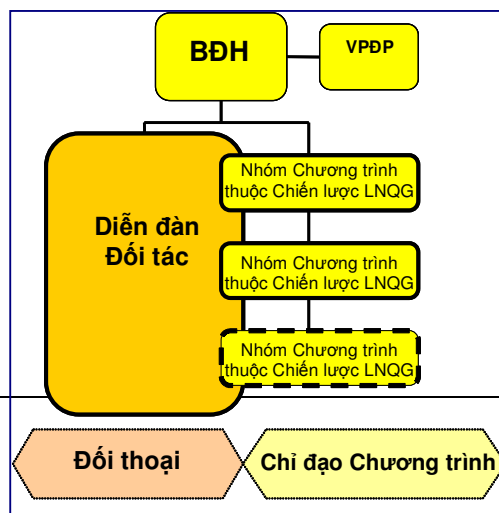 BĐH
VPĐP
Nhóm Chương trình
thuộc Chiến lược LNQG
Diễn đàn
Đối tác
Nhóm Chương trình
thuộc Chiến lược LNQG
Nhóm Chương trình
thuộc Chiến lược LNQG
Đối thoại
Chỉ đạo Chương trình